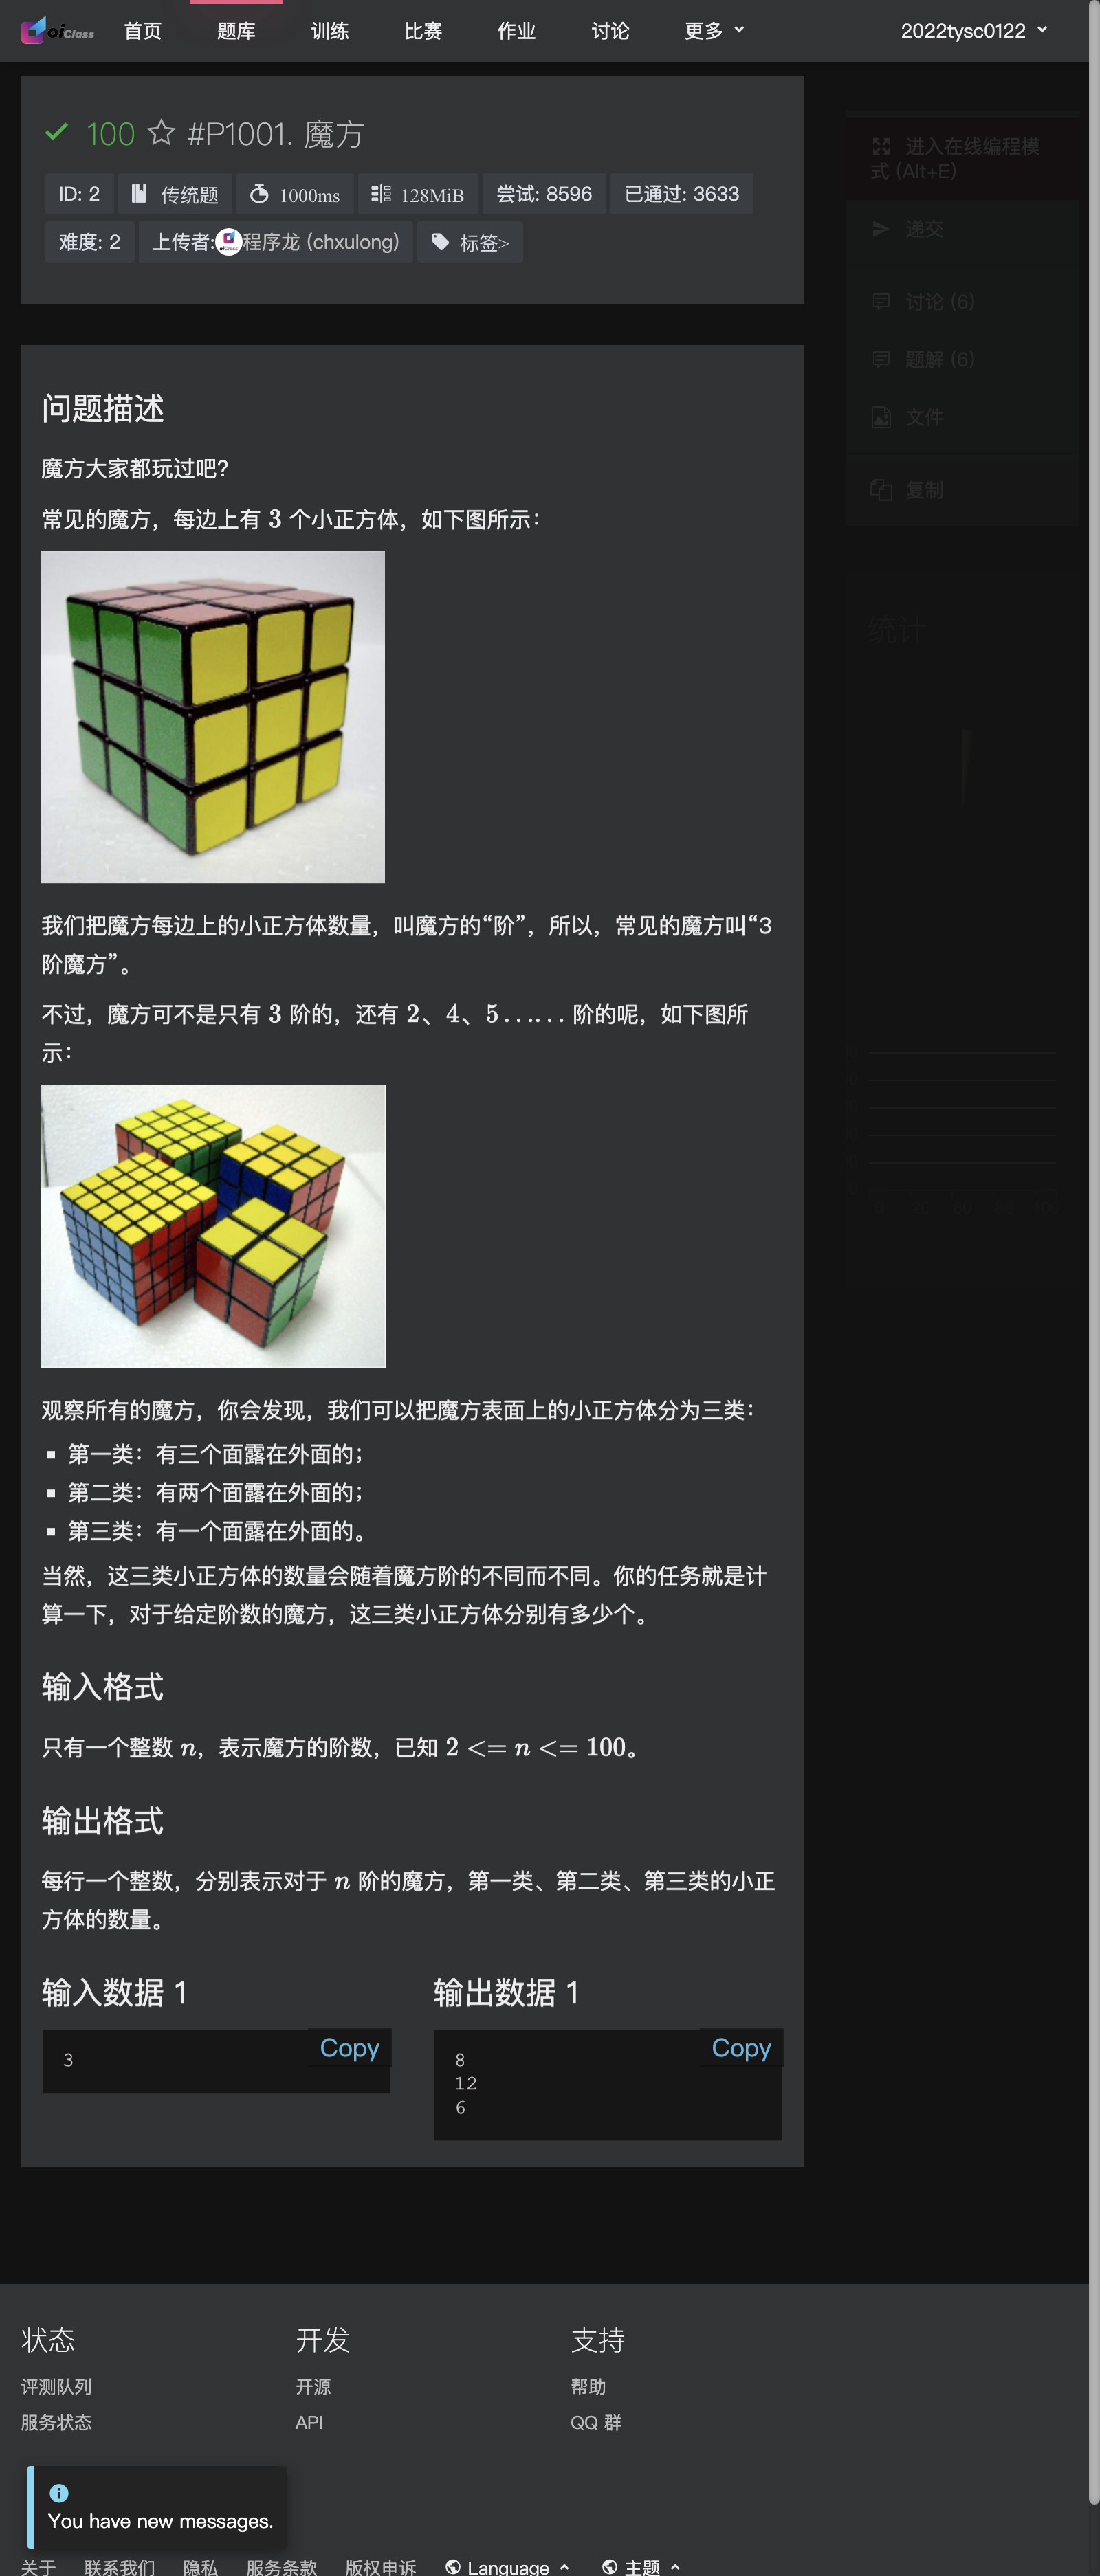 oiClass 首页 题库 训练 比赛 作业 讨论 更多 2022tysc0122
100 #P1001. 魔方
ID: 2 传统题 1000ms 128MiB 尝试: 8596 已通过: 3633
难度: 2 上传者: 程序龙 (chxulong) 标签>
进入在线编程模
式 (Alt+E)
递交
讨论 (6)
题解 (6)
文件
复制
统计
问题描述
魔方大家都玩过吧?
常见的魔方，每边上有 3 个小正方体，如下图所示：
我们把魔方每边上的小正方体数量，叫魔方的“阶”，所以，常见的魔方叫“3
阶魔方”。
不过，魔方可不是只有 3 阶的，还有 2、4、5…… 阶的呢，如下图所
示：
观察所有的魔方，你会发现，我们可以把魔方表面上的小正方体分为三类：
第一类：有三个面露在外面的；
第二类：有两个面露在外面的；
第三类：有一个面露在外面的。
当然，这三类小正方体的数量会随着魔方阶的不同而不同。你的任务就是计
算一下，对于给定阶数的魔方，这三类小正方体分别有多少个。
输入格式
只有一个整数 n，表示魔方的阶数，已知 2 <= n <= 100。
输出格式
每行一个整数，分别表示对于 n 阶的魔方，第一类、第二类、第三类的小正
方体的数量。
输入数据 1
Copy
3
输出数据 1
Copy
8
12
6
状态 开发 支持
评测队列 开源 帮助
服务状态 API QQ 群
You have new messages.
关于 联系我们 隐私 服务条款 版权申诉 Language 主题